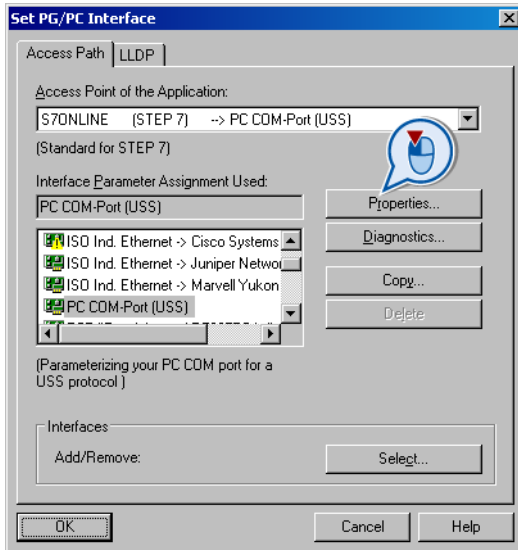 Set PG/PC Interface
Access Path
LLDP
Access Point of the Application:
S7ONLINE (STEP 7) --> PC COM-Port (USS)
(Standard for STEP 7)
Interface Parameter Assignment Used:
PC COM-Port (USS)
Properties...
ISO Ind. Ethernet -> Cisco Systems
Diagnostics...
ISO Ind. Ethernet -> Juniper Networ
ISO Ind. Ethernet -> Marvell Yukon
Copy...
PC COM-Port (USS)
Delete
(Parameterizing your PC COM port for a
USS protocol )
Interfaces
Add/Remove:
Select...
OK
Cancel
Help